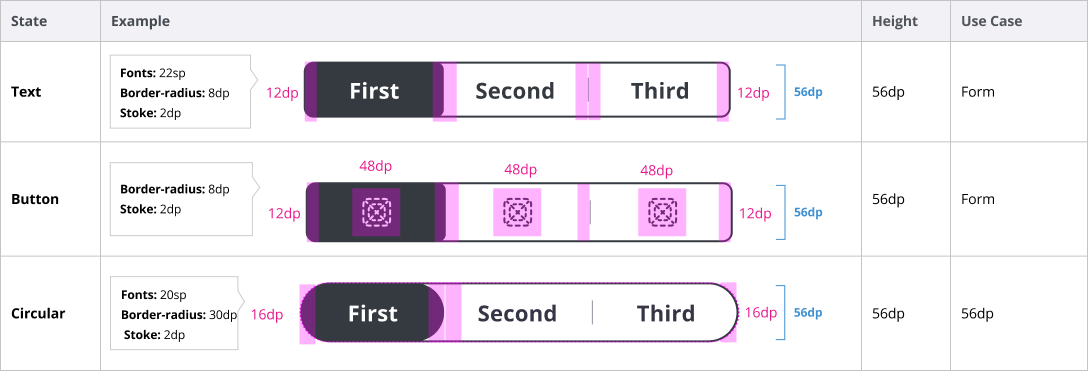 State Example Height Use Case
Text
Fonts: 22sp
Border-radius: 8dp
Stoke: 2dp
12dp First Second Third 12dp 56dp
56dp Form
Button
Border-radius: 8dp
Stoke: 2dp
48dp 48dp 48dp
12dp 12dp 56dp
56dp Form
Circular
Fonts: 20sp
Border-radius: 30dp
Stoke: 2dp
16dp First Second Third 16dp 56dp
56dp 56dp